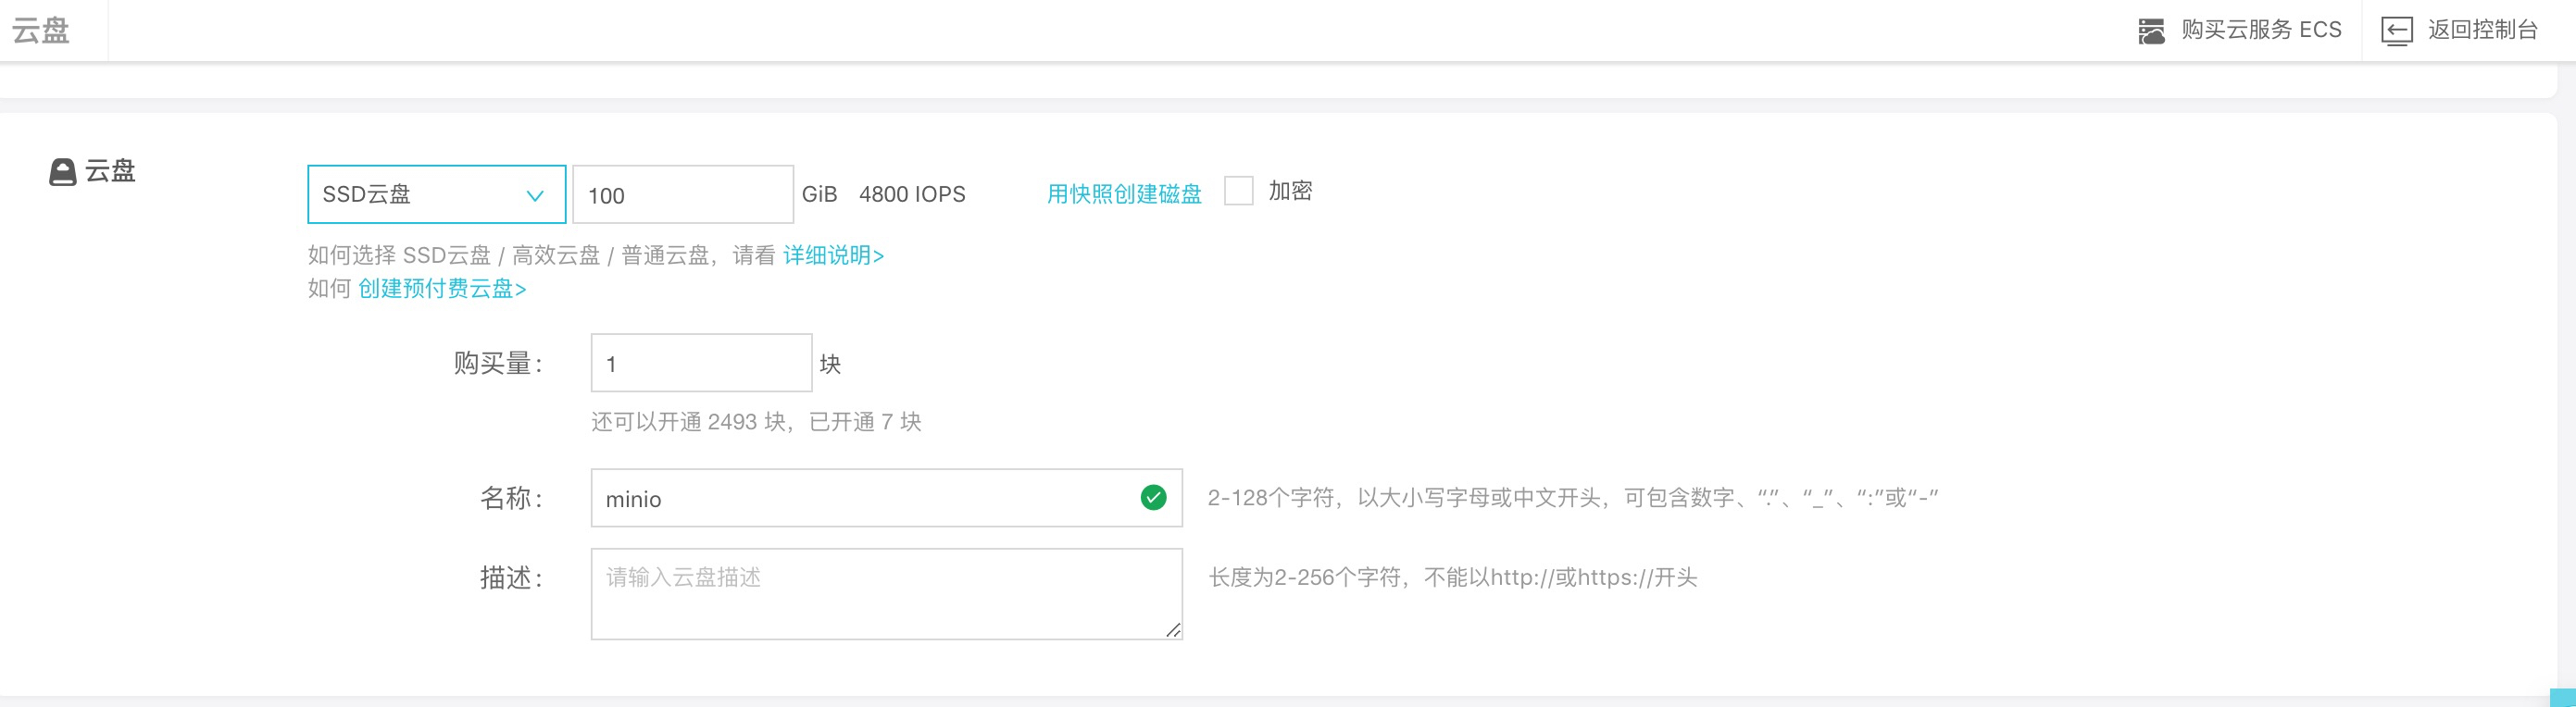 云盘
购买云服务 ECS
返回控制台
云盘
SSD云盘
100
GiB 4800 IOPS
用快照创建磁盘
加密
如何选择 SSD云盘 / 高效云盘 / 普通云盘，请看 详细说明>
如何 创建预付费云盘>
购买量：
1
块
还可以开通 2493 块，已开通 7 块
名称：
minio
2-128个字符，以大小写字母或中文开头，可包含数字、“.”、“_”、“:”或“-”
描述：
请输入云盘描述
长度为2-256个字符，不能以http://或https://开头